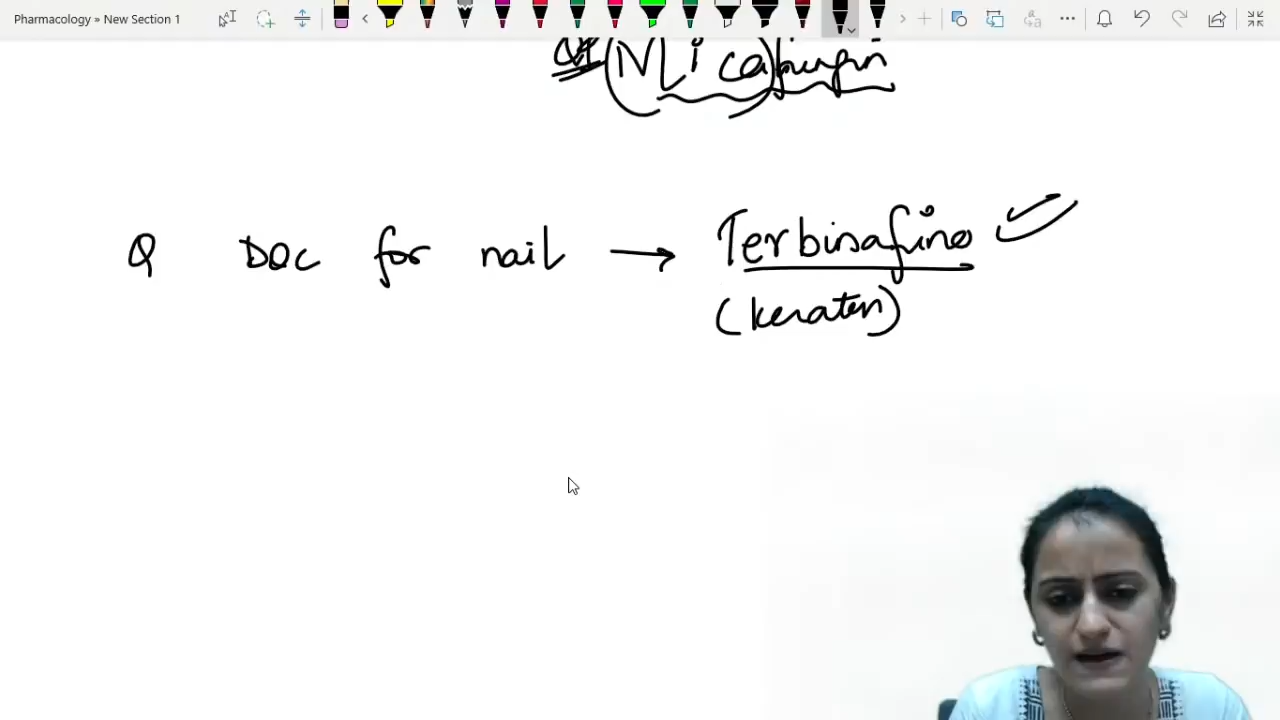 Pharmacology » New Section 1
Q DOC for nail → Terbinafine
(keratin)